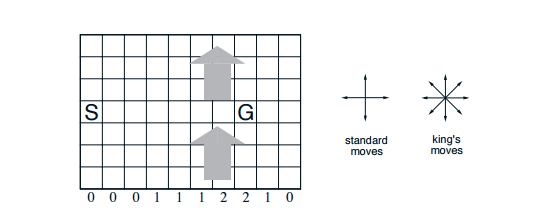 S G
0 0 0 1 1 1 2 2 1 0
standard
moves
king's
moves